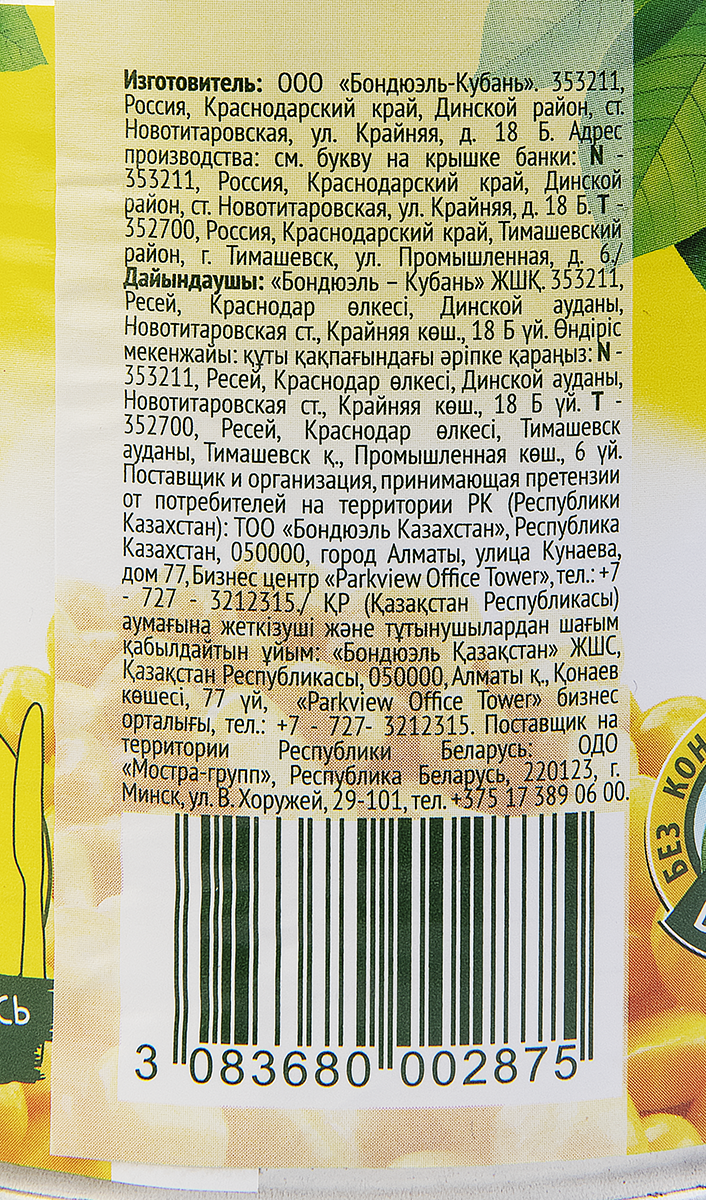 Изготовитель: ООО «Бондюэль-Кубань». 353211,
Россия, Краснодарский край, Динской район, ст.
Новотитаровская, ул. Крайняя, д. 18 Б. Адрес
производства: см. букву на крышке банки: N -
353211, Россия, Краснодарский край, Динской
район, ст. Новотитаровская, ул. Крайняя, д. 18 Б. Т -
352700, Россия, Краснодарский край, Тимашевский
район, г. Тимашевск, ул. Промышленная, д. 6./
Дайындаушы: «Бондюэль – Кубань» ЖШҚ. 353211,
Ресей, Краснодар өлкесі, Динской ауданы,
Новотитаровская ст., Крайняя көш., 18 Б үй. Өндіріс
мекенжайы: құты қақпағындағы әріпке қараңыз: N -
353211, Ресей, Краснодар өлкесі, Динской ауданы,
Новотитаровская ст., Крайняя көш., 18 Б үй. Т -
352700, Ресей, Краснодар өлкесі, Тимашевск
ауданы, Тимашевск қ., Промышленная көш., 6 үй.
Поставщик и организация, принимающая претензии
от потребителей на территории РК (Республики
Казахстан): ТОО «Бондюэль Казахстан», Республика
Казахстан, 050000, город Алматы, улица Кунаева,
дом 77, Бизнес центр «Parkview Office Tower», тел.: +7
- 727 - 3212315./ ҚР (Қазақстан Республикасы)
аумағына жеткізуші және тұтынушылардан шағым
қабылдайтын ұйым: «Бондюэль Қазақстан» ЖШС,
Қазақстан Республикасы, 050000, Алматы қ., Қонаев
көшесі, 77 үй, «Parkview Office Tower» бизнес
орталығы, тел.: +7 - 727- 3212315. Поставщик на
территории Республики Беларусь: ОДО
«Мостра-групп», Республика Беларусь, 220123, г.
Минск, ул. В. Хоружей, 29-101, тел. +375 17 389 06 00.
3 083680 002875
БЕЗ КОН
СЬ